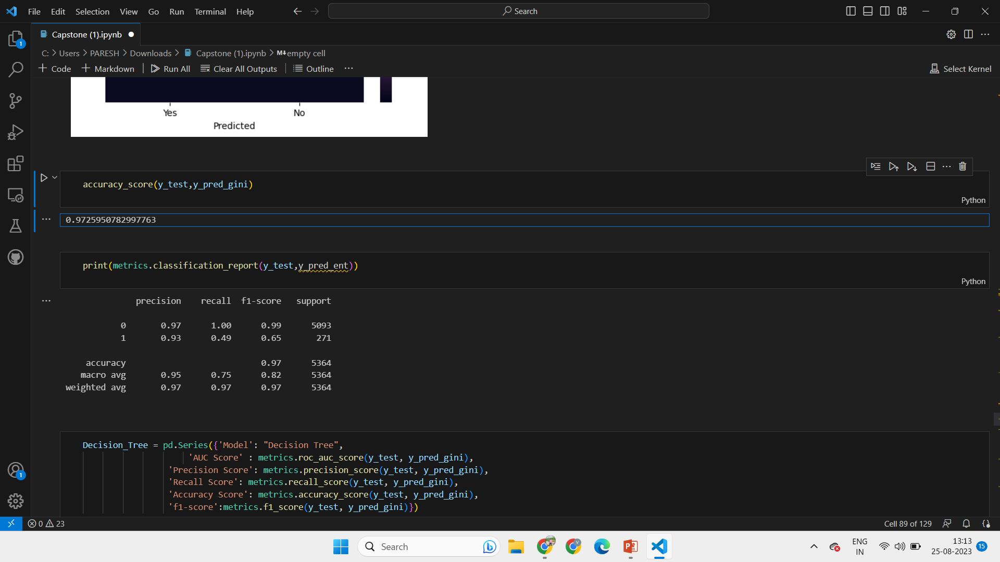 File Edit Selection View Go Run Terminal Help
Search
Capstone (1).ipynb
C: > Users > PARESH > Downloads > Capstone (1).ipynb > M↓empty cell
+ Code + Markdown Run All Clear All Outputs Outline ...
Select Kernel
Yes No
Predicted
accuracy_score(y_test,y_pred_gini)
Python
0.9725950782997763
print(metrics.classification_report(y_test,y_pred_ent))
Python
precision recall f1-score support
0 0.97 1.00 0.99 5093
1 0.93 0.49 0.65 271
accuracy 0.97 5364
macro avg 0.95 0.75 0.82 5364
weighted avg 0.97 0.97 0.97 5364
Decision_Tree = pd.Series({'Model': "Decision Tree",
'AUC Score' : metrics.roc_auc_score(y_test, y_pred_gini),
'Precision Score': metrics.precision_score(y_test, y_pred_gini),
'Recall Score': metrics.recall_score(y_test, y_pred_gini),
'Accuracy Score': metrics.accuracy_score(y_test, y_pred_gini),
'f1-score':metrics.f1_score(y_test, y_pred_gini)})
1
1
0 23
Cell 89 of 129
Search
ENG
IN
13:13
25-08-2023
15